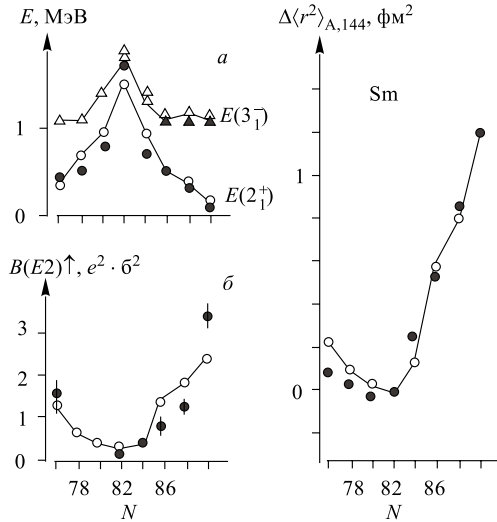 E, МэВ
а
1
0
E(3₁⁻)
E(2₁⁺)
B(E2)↑, e² · б²
б
3
2
1
0
78 82 86
N
Δ⟨r²⟩A,144, фм²
Sm
1
0
78 82 86
N